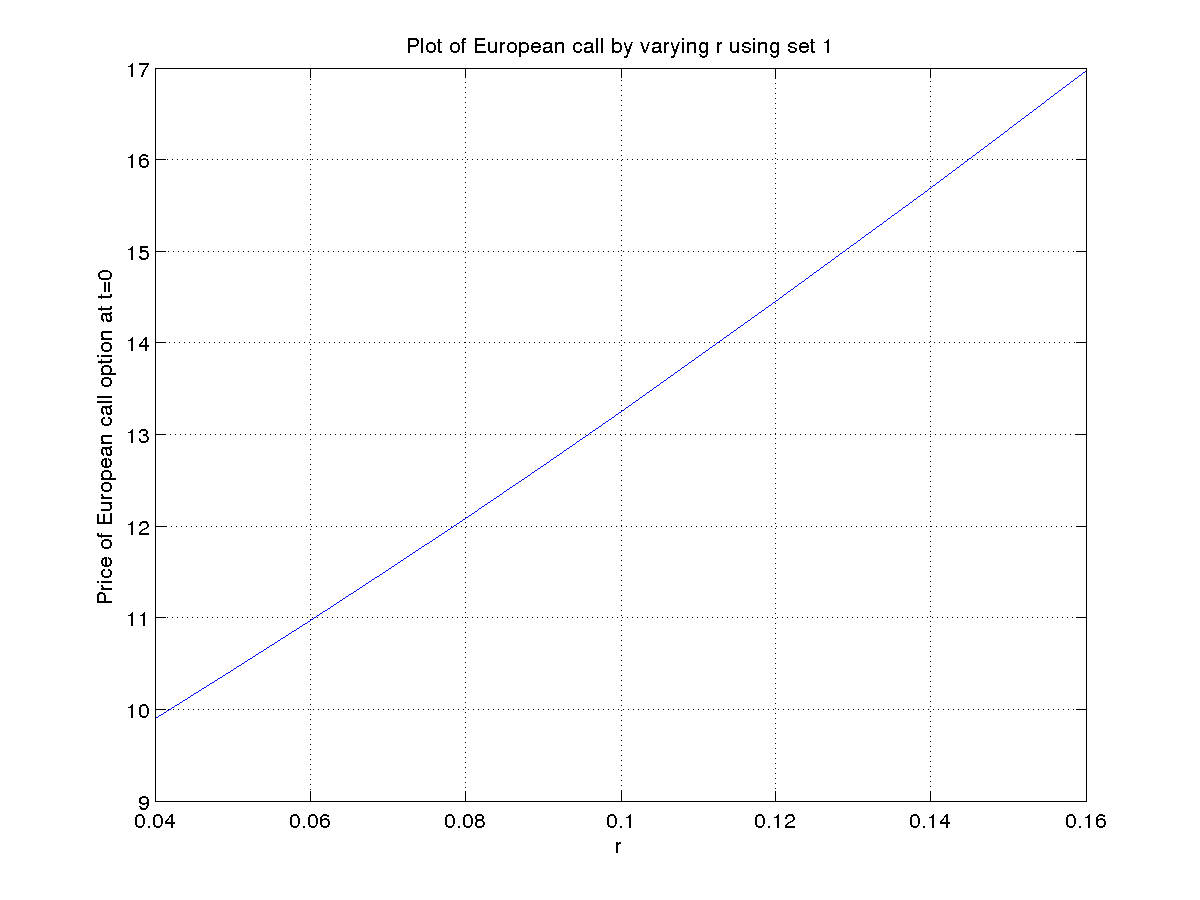 Plot of European call by varying r using set 1
Price of European call option at t=0
17
16
15
14
13
12
11
10
9
0.04 0.06 0.08 0.1 0.12 0.14 0.16
r